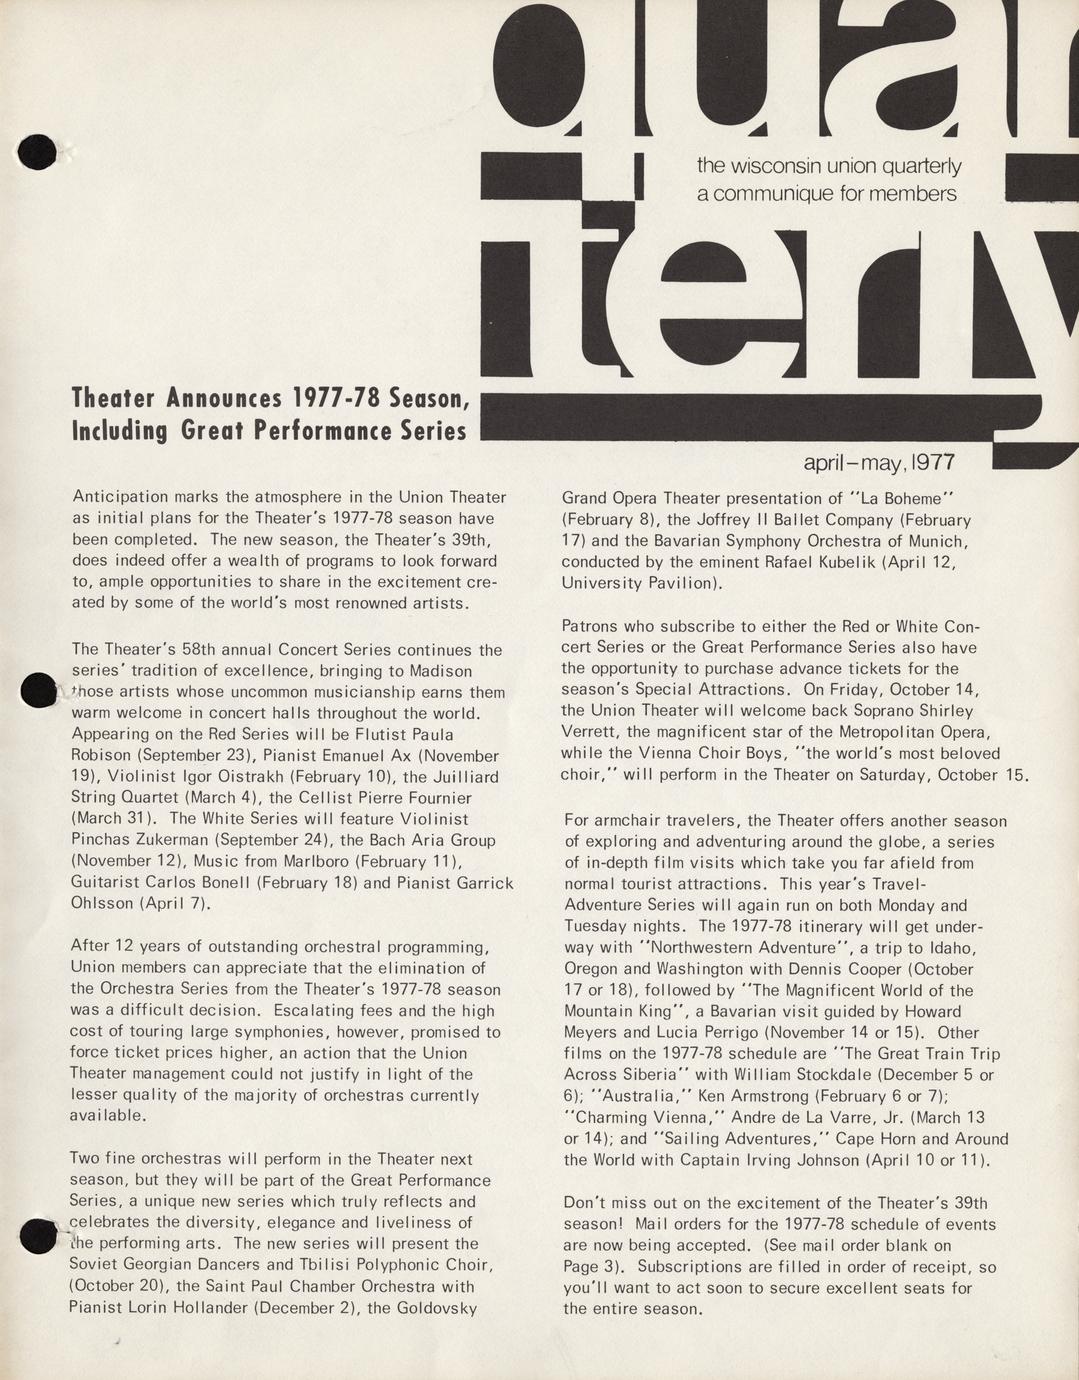 quar
terly
the wisconsin union quarterly
a communique for members
april–may, 1977
Theater Announces 1977-78 Season,
Including Great Performance Series
Anticipation marks the atmosphere in the Union Theater
as initial plans for the Theater's 1977-78 season have
been completed.  The new season, the Theater's 39th,
does indeed offer a wealth of programs to look forward
to, ample opportunities to share in the excitement cre-
ated by some of the world's most renowned artists.
The Theater's 58th annual Concert Series continues the
series' tradition of excellence, bringing to Madison
those artists whose uncommon musicianship earns them
warm welcome in concert halls throughout the world.
Appearing on the Red Series will be Flutist Paula
Robison (September 23), Pianist Emanuel Ax (November
19), Violinist Igor Oistrakh (February 10), the Juilliard
String Quartet (March 4), the Cellist Pierre Fournier
(March 31).  The White Series will feature Violinist
Pinchas Zukerman (September 24), the Bach Aria Group
(November 12), Music from Marlboro (February 11),
Guitarist Carlos Bonell (February 18) and Pianist Garrick
Ohlsson (April 7).
After 12 years of outstanding orchestral programming,
Union members can appreciate that the elimination of
the Orchestra Series from the Theater's 1977-78 season
was a difficult decision.  Escalating fees and the high
cost of touring large symphonies, however, promised to
force ticket prices higher, an action that the Union
Theater management could not justify in light of the
lesser quality of the majority of orchestras currently
available.
Two fine orchestras will perform in the Theater next
season, but they will be part of the Great Performance
Series, a unique new series which truly reflects and
celebrates the diversity, elegance and liveliness of
the performing arts.  The new series will present the
Soviet Georgian Dancers and Tbilisi Polyphonic Choir,
(October 20), the Saint Paul Chamber Orchestra with
Pianist Lorin Hollander (December 2), the Goldovsky
Grand Opera Theater presentation of ''La Boheme''
(February 8), the Joffrey II Ballet Company (February
17) and the Bavarian Symphony Orchestra of Munich,
conducted by the eminent Rafael Kubelik (April 12,
University Pavilion).
Patrons who subscribe to either the Red or White Con-
cert Series or the Great Performance Series also have
the opportunity to purchase advance tickets for the
season's Special Attractions.  On Friday, October 14,
the Union Theater will welcome back Soprano Shirley
Verrett, the magnificent star of the Metropolitan Opera,
while the Vienna Choir Boys, ''the world's most beloved
choir,'' will perform in the Theater on Saturday, October 15.
For armchair travelers, the Theater offers another season
of exploring and adventuring around the globe, a series
of in-depth film visits which take you far afield from
normal tourist attractions.  This year's Travel-
Adventure Series will again run on both Monday and
Tuesday nights.  The 1977-78 itinerary will get under-
way with ''Northwestern Adventure'', a trip to Idaho,
Oregon and Washington with Dennis Cooper (October
17 or 18), followed by ''The Magnificent World of the
Mountain King'', a Bavarian visit guided by Howard
Meyers and Lucia Perrigo (November 14 or 15).  Other
films on the 1977-78 schedule are ''The Great Train Trip
Across Siberia'' with William Stockdale (December 5 or
6); ''Australia,'' Ken Armstrong (February 6 or 7);
''Charming Vienna,'' Andre de La Varre, Jr. (March 13
or 14); and ''Sailing Adventures,'' Cape Horn and Around
the World with Captain Irving Johnson (April 10 or 11).
Don't miss out on the excitement of the Theater's 39th
season!  Mail orders for the 1977-78 schedule of events
are now being accepted.  (See mail order blank on
Page 3).  Subscriptions are filled in order of receipt, so
you'll want to act soon to secure excellent seats for
the entire season.